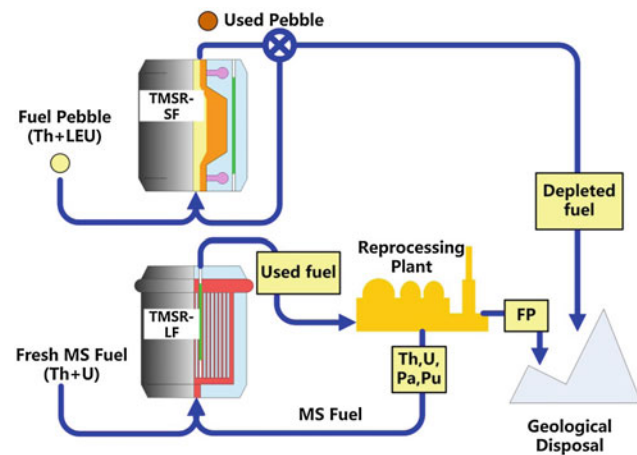 Used Pebble
TMSR-
SF
Fuel Pebble
(Th+LEU)
Depleted
fuel
Reprocessing
Plant
Used fuel
TMSR-
LF
FP
Fresh MS Fuel
(Th+U)
Th,U,
Pa,Pu
MS Fuel
Geological
Disposal